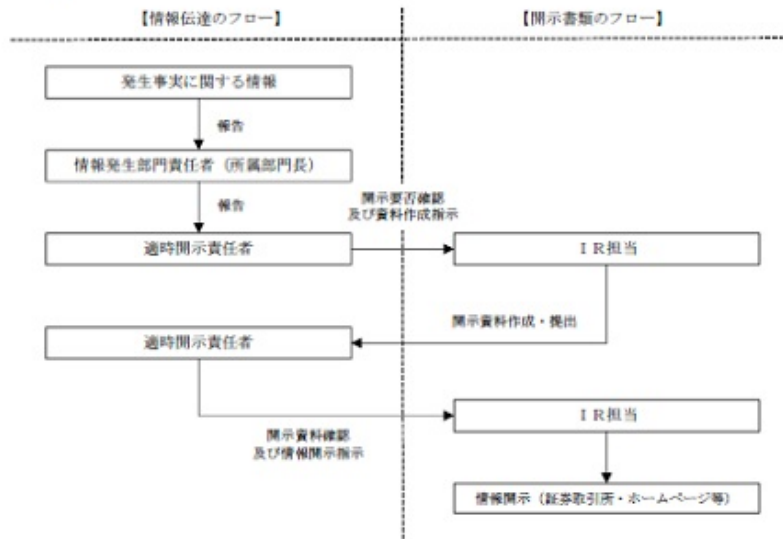 【情報伝達のフロー】
【開示書類のフロー】
発生事実に関する情報
報告
情報発生部門責任者（所属部門長）
報告
開示要否確認
及び資料作成指示
適時開示責任者
ＩＲ担当
開示資料作成・提出
適時開示責任者
ＩＲ担当
開示資料確認
及び情報開示指示
情報開示（証券取引所・ホームページ等）